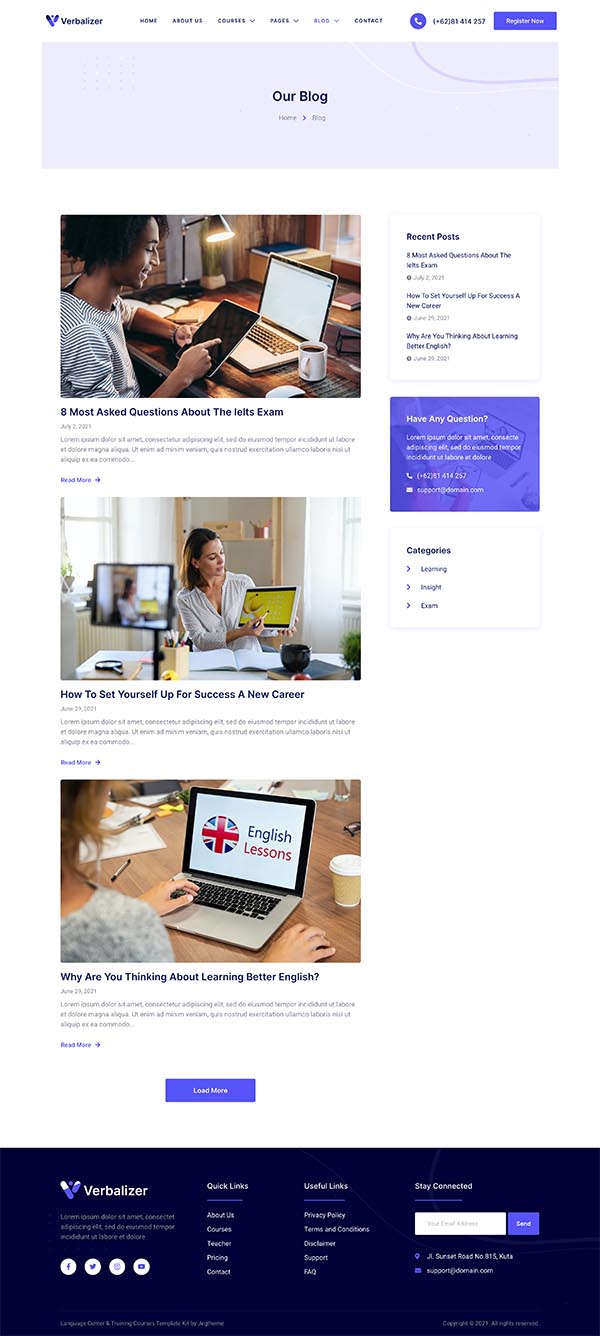 Verbalizer
HOME
ABOUT US
COURSES
PAGES
BLOG
CONTACT
(+62)81 414 257
Register Now
Our Blog
Home
Blog
8 Most Asked Questions About The Ielts Exam
July 2, 2021
Lorem ipsum dolor sit amet, consectetur adipiscing elit, sed do eiusmod tempor incididunt ut labore
et dolore magna aliqua. Ut enim ad minim veniam, quis nostrud exercitation ullamco laboris nisi ut
aliquip ex ea commodo...
Read More
English
Lessons
How To Set Yourself Up For Success A New Career
June 29, 2021
Lorem ipsum dolor sit amet, consectetur adipiscing elit, sed do eiusmod tempor incididunt ut labore
et dolore magna aliqua. Ut enim ad minim veniam, quis nostrud exercitation ullamco laboris nisi ut
aliquip ex ea commodo...
Read More
Why Are You Thinking About Learning Better English?
June 29, 2021
Lorem ipsum dolor sit amet, consectetur adipiscing elit, sed do eiusmod tempor incididunt ut labore
et dolore magna aliqua. Ut enim ad minim veniam, quis nostrud exercitation ullamco laboris nisi ut
aliquip ex ea commodo...
Read More
Load More
Recent Posts
8 Most Asked Questions About The
Ielts Exam
July 2, 2021
How To Set Yourself Up For Success A
New Career
June 29, 2021
Why Are You Thinking About Learning
Better English?
June 29, 2021
Have Any Question?
Lorem ipsum dolor sit amet, consecte
adipiscing elit, sed do eiusmod tempor
incididunt ut labore et dolore
(+62)81 414 257
support@domain.com
Categories
Learning
Insight
Exam
Verbalizer
Lorem ipsum dolor sit amet, consectetur
adipiscing elit, sed do eiusmod tempor
incididunt ut labore et dolore
Quick Links
About Us
Courses
Teacher
Pricing
Contact
Useful Links
Privacy Policy
Terms and Conditions
Disclaimer
Support
FAQ
Stay Connected
Your Email Address
Send
Jl. Sunset Road No.815, Kuta
support@domain.com
Language Center & Training Courses Template Kit by Jegtheme
Copyright © 2021. All rights reserved.